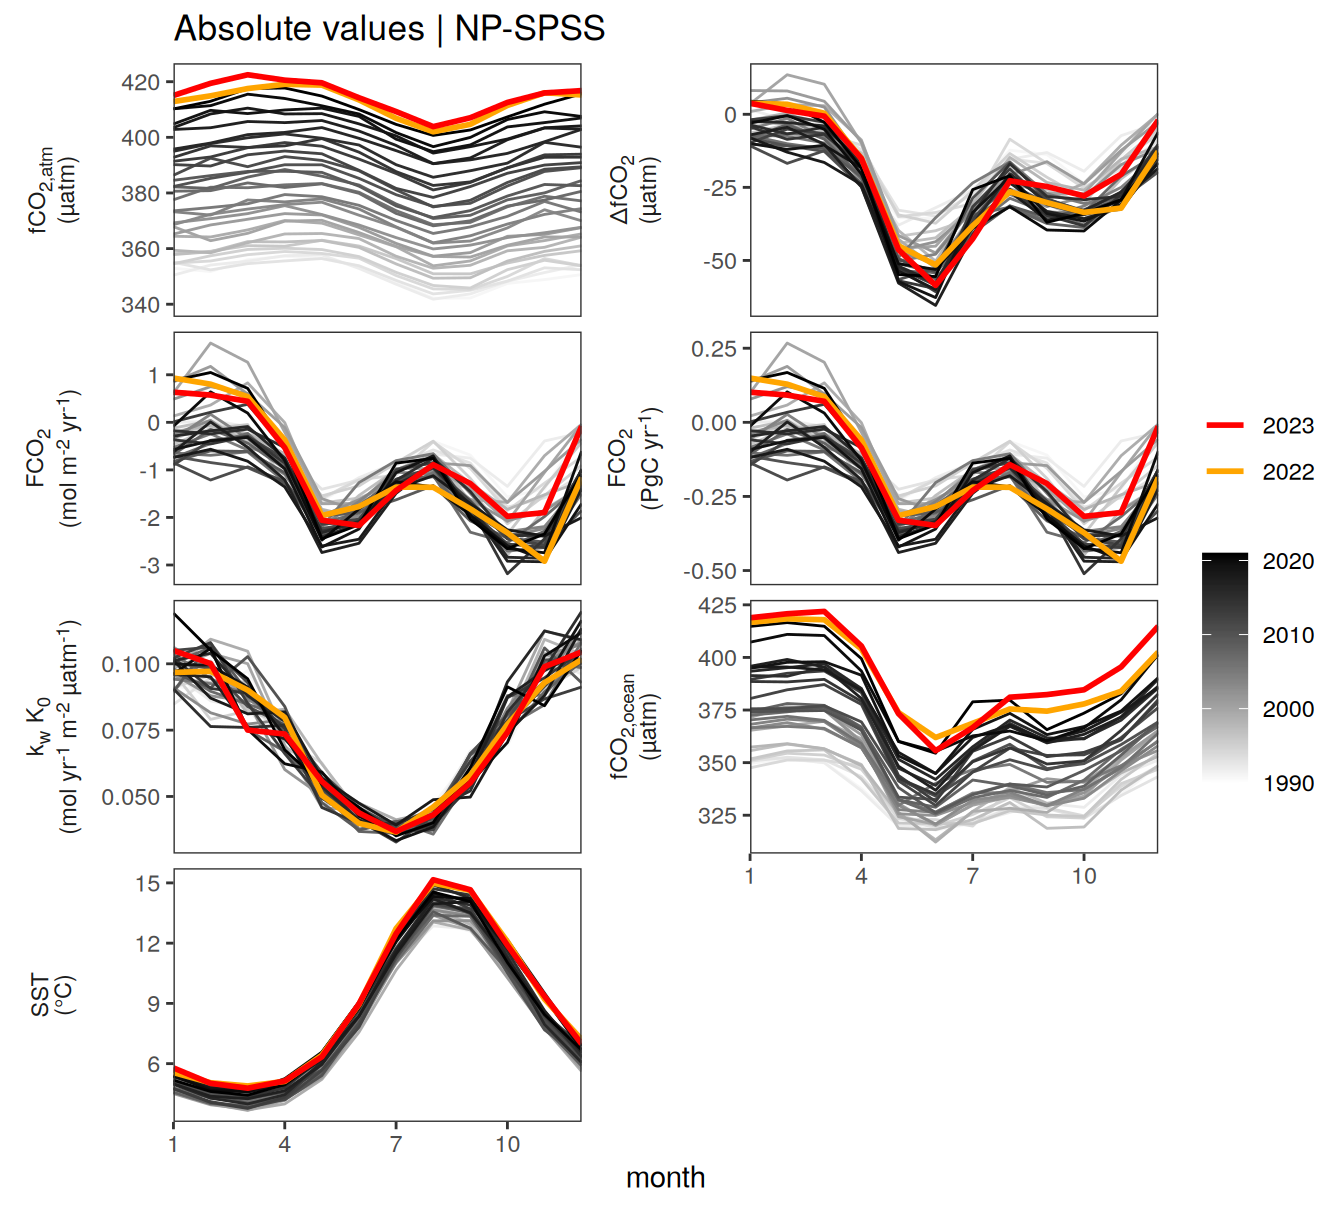 Absolute values | NP-SPSS
fCO2,atm
(µatm)
420
400
380
360
340
ΔfCO2
(µatm)
0
-25
-50
FCO2
(mol m-2 yr-1)
1
0
-1
-2
-3
FCO2
(PgC yr-1)
0.25
0.00
-0.25
-0.50
kw K0
(mol yr-1 m-2 µatm-1)
0.100
0.075
0.050
fCO2,ocean
(µatm)
425
400
375
350
325
1 4 7 10
SST
(°C)
15
12
9
6
1 4 7 10
month
2023
2022
2020
2010
2000
1990